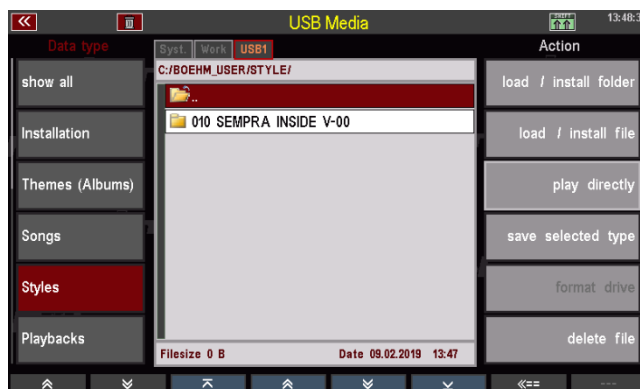 USB Media
SHIFT
13:48:3
Data type
Syst. Work USB1
Action
C:/BOEHM_USER/STYLE/
show all
..
load / install folder
010 SEMPRA INSIDE V-00
Installation
load / install file
Themes (Albums)
play directly
Songs
save selected type
Styles
format drive
Playbacks
delete file
Filesize 0 B Date 09.02.2019 13:47
<<==
---